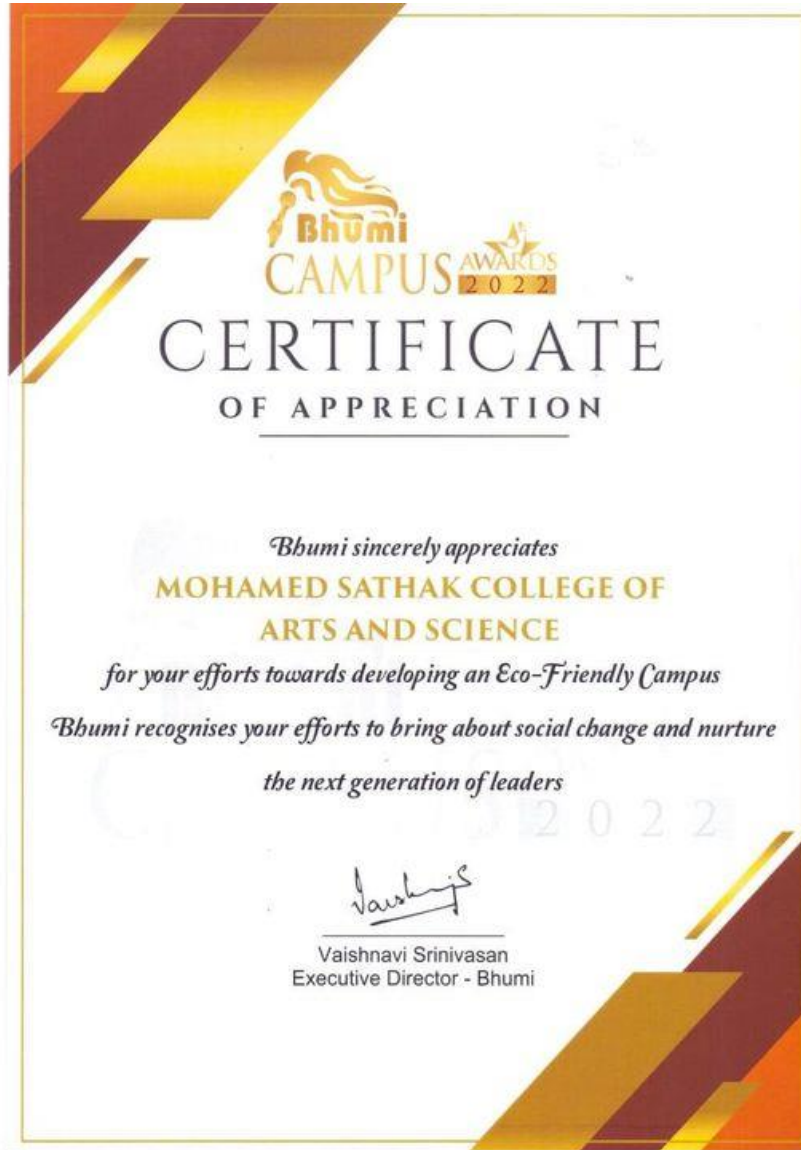 Bhumi
CAMPUS AWARDS
2022
CERTIFICATE
OF APPRECIATION
Bhumi sincerely appreciates
MOHAMED SATHAK COLLEGE OF
ARTS AND SCIENCE
for your efforts towards developing an Eco-Friendly Campus
Bhumi recognises your efforts to bring about social change and nurture
the next generation of leaders
2022
Vaishnavi Srinivasan
Executive Director - Bhumi